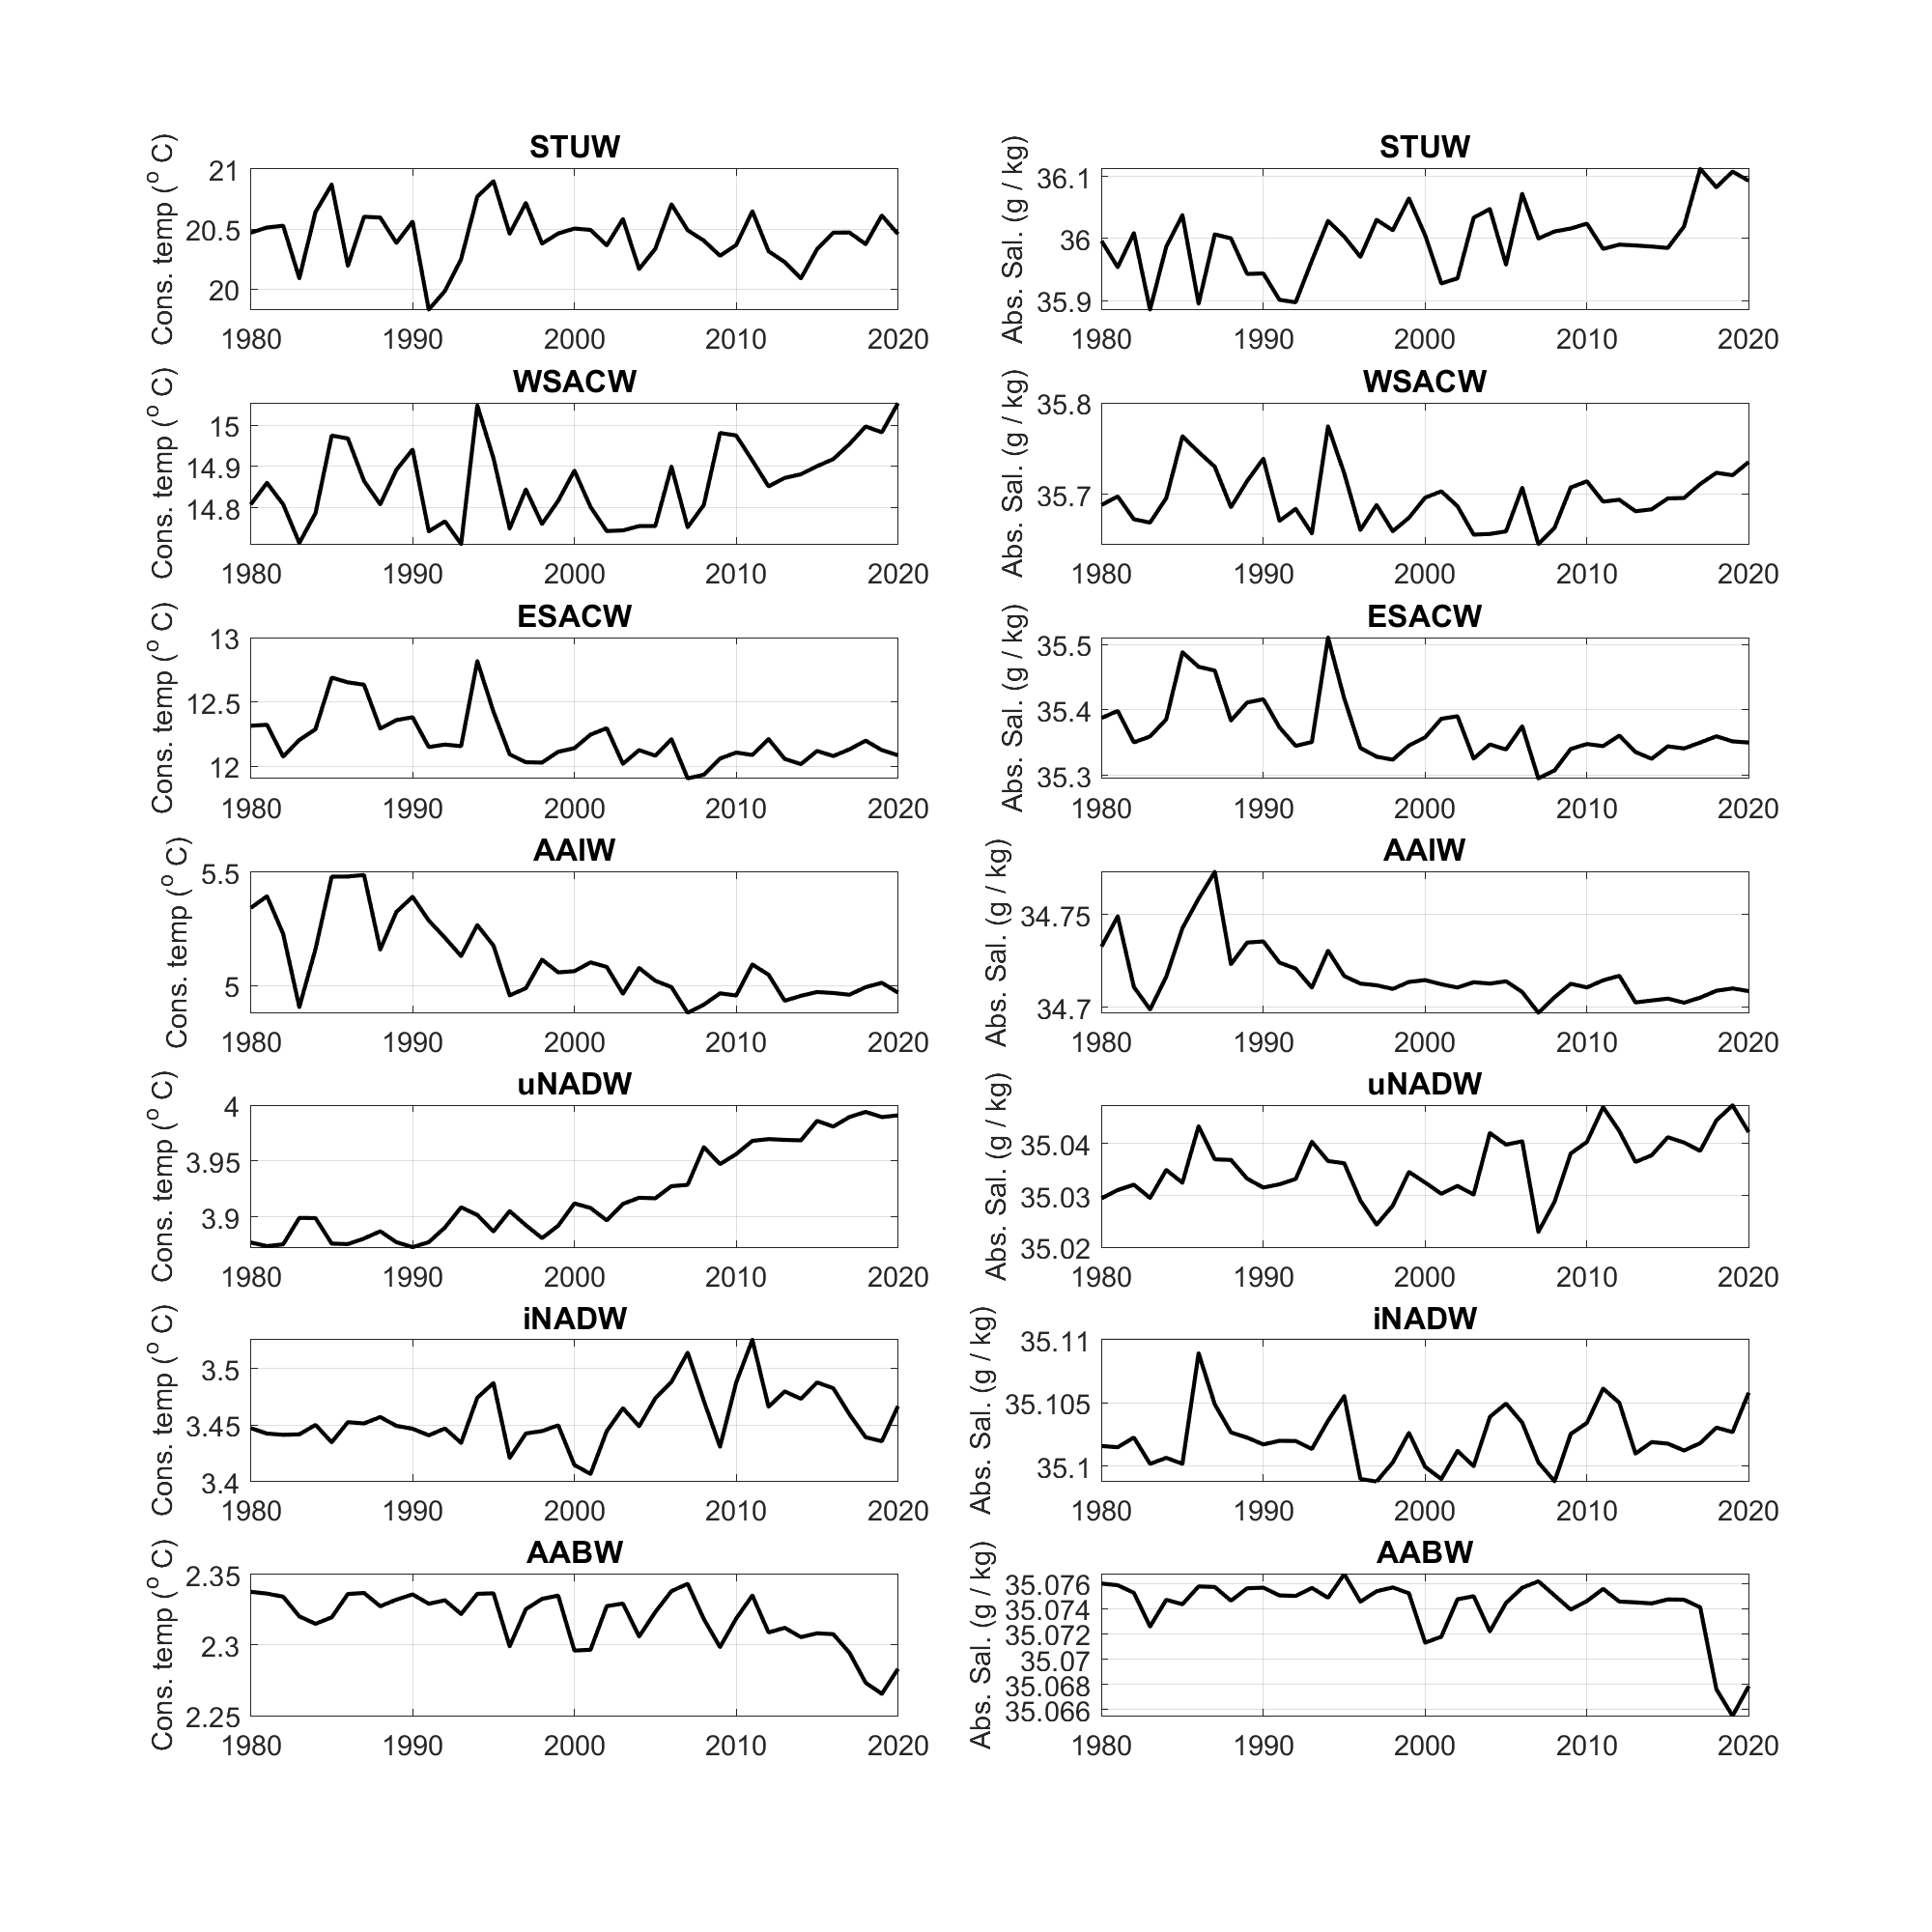 STUW
Cons. temp (° C)
21
20.5
20
1980 1990 2000 2010 2020
STUW
Abs. Sal. (g / kg)
36.1
36
35.9
1980 1990 2000 2010 2020
WSACW
Cons. temp (° C)
15
14.9
14.8
1980 1990 2000 2010 2020
WSACW
Abs. Sal. (g / kg)
35.8
35.7
1980 1990 2000 2010 2020
ESACW
Cons. temp (° C)
13
12.5
12
1980 1990 2000 2010 2020
ESACW
Abs. Sal. (g / kg)
35.5
35.4
35.3
1980 1990 2000 2010 2020
AAIW
Cons. temp (° C)
5.5
5
1980 1990 2000 2010 2020
AAIW
Abs. Sal. (g / kg)
34.75
34.7
1980 1990 2000 2010 2020
uNADW
Cons. temp (° C)
4
3.95
3.9
1980 1990 2000 2010 2020
uNADW
Abs. Sal. (g / kg)
35.04
35.03
35.02
1980 1990 2000 2010 2020
iNADW
Cons. temp (° C)
3.5
3.45
3.4
1980 1990 2000 2010 2020
iNADW
Abs. Sal. (g / kg)
35.11
35.105
35.1
1980 1990 2000 2010 2020
AABW
Cons. temp (° C)
2.35
2.3
2.25
1980 1990 2000 2010 2020
AABW
Abs. Sal. (g / kg)
35.076
35.074
35.072
35.07
35.068
35.066
1980 1990 2000 2010 2020